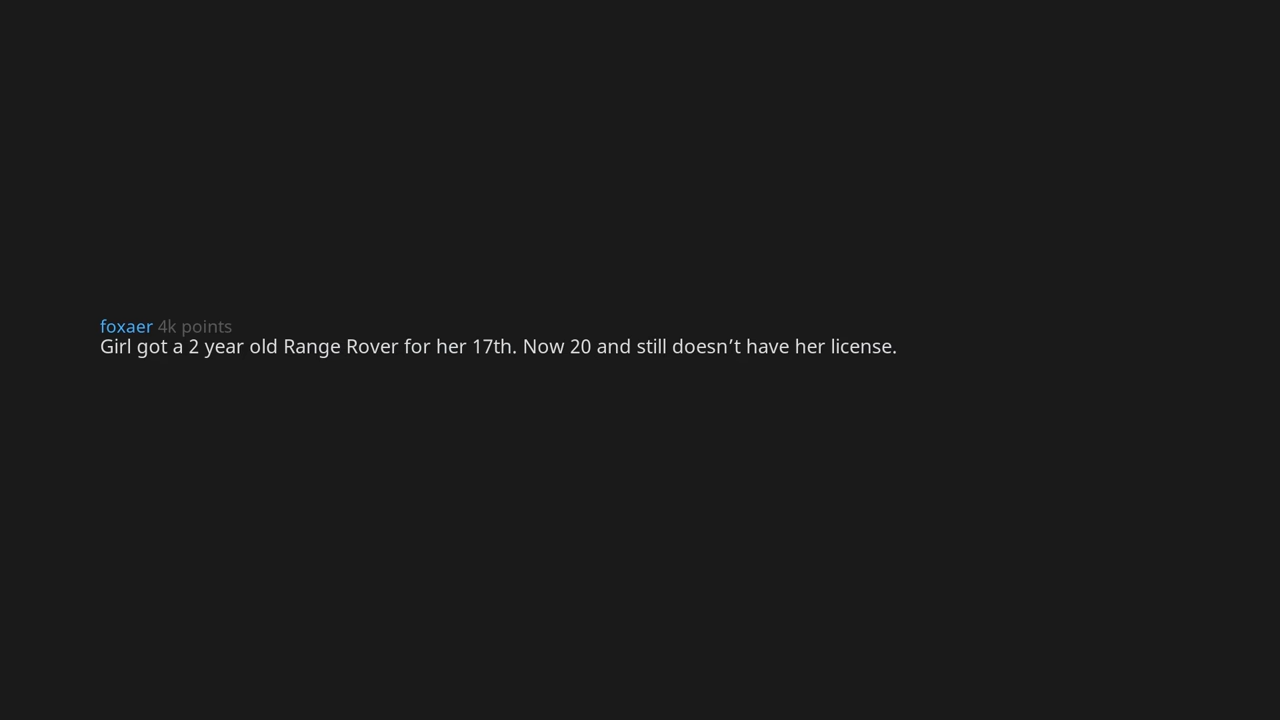 foxaer 4k points
Girl got a 2 year old Range Rover for her 17th. Now 20 and still doesn’t have her license.